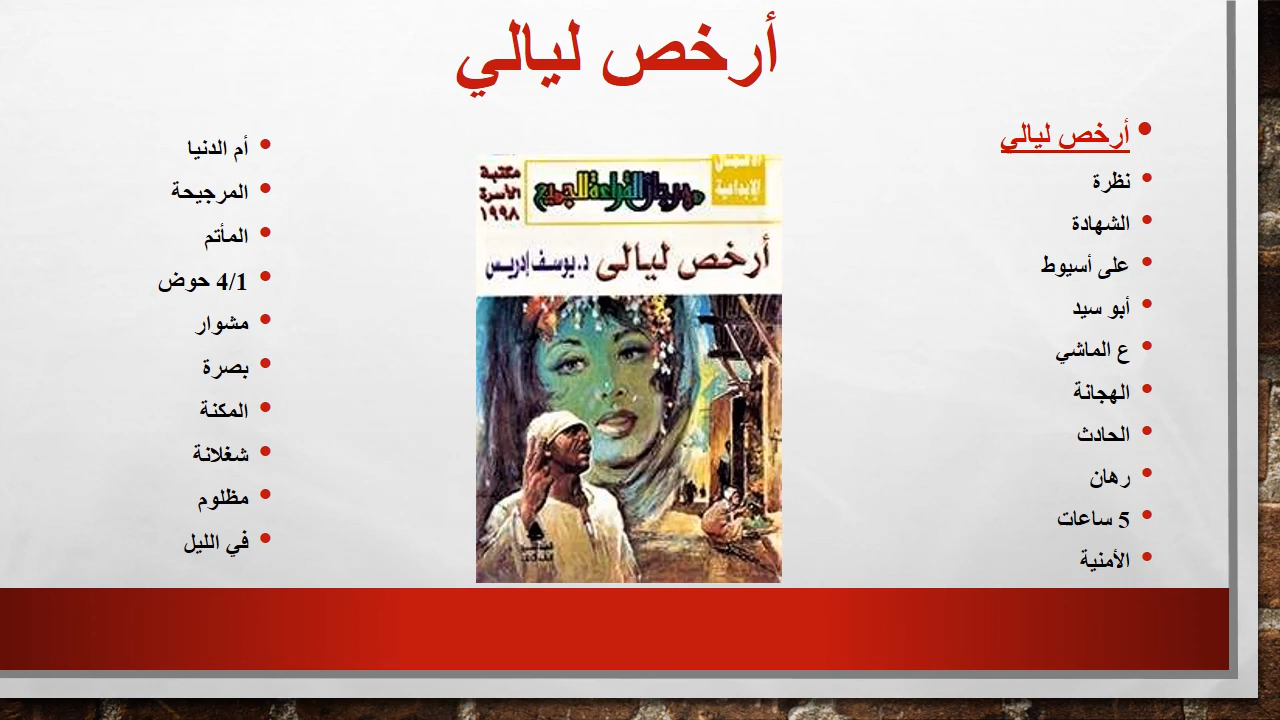 أرخص ليالي
أرخص ليالي
نظرة
الشهادة
على أسيوط
أبو سيد
ع الماشي
الهجانة
الحادث
رهان
5 ساعات
الأمنية
مكتبة
الأسرة
١٩٩٨
مهرجان القراءة للجميع
الأعمال
الإبداعية
أرخص ليالى
د. يوسف إدريس
أم الدنيا
المرجيحة
المأتم
4/1 حوض
مشوار
بصرة
المكنة
شغلانة
مظلوم
في الليل